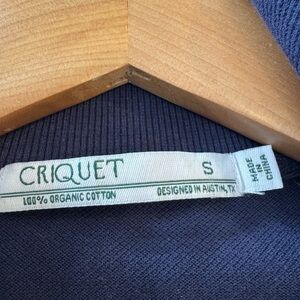 CRIQUET S
100% ORGANIC COTTON DESIGNED IN AUSTIN, TX
MADE
IN
CHINA